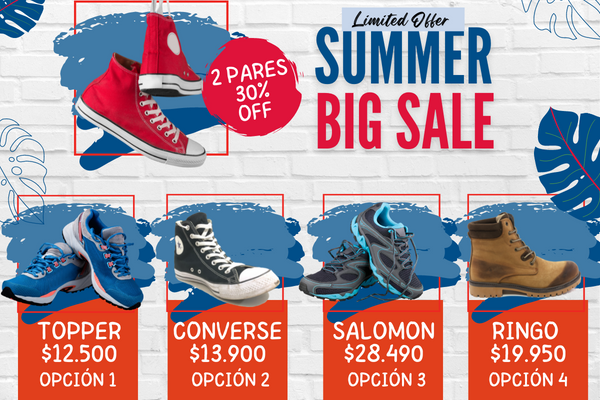 Limited Offer
SUMMER
BIG SALE
2 PARES
30%
OFF
TOPPER
$12.500
OPCIÓN 1
CONVERSE
$13.900
OPCIÓN 2
SALOMON
$28.490
OPCIÓN 3
RINGO
$19.950
OPCIÓN 4